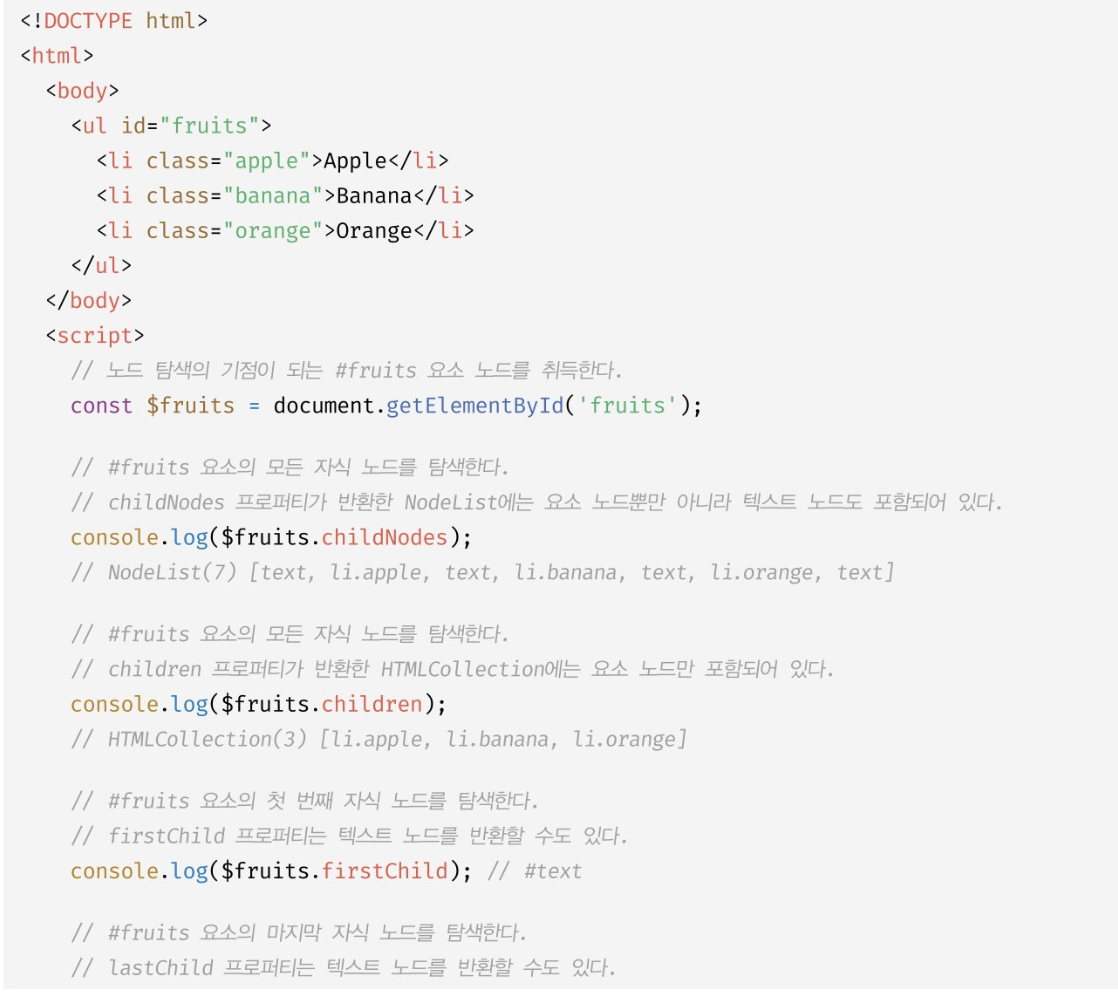 <!DOCTYPE html>
<html>
<body>
<ul id="fruits">
<li class="apple">Apple</li>
<li class="banana">Banana</li>
<li class="orange">Orange</li>
</ul>
</body>
<script>
// 노드 탐색의 기점이 되는 #fruits 요소 노드를 취득한다.
const $fruits = document.getElementById('fruits');
// #fruits 요소의 모든 자식 노드를 탐색한다.
// childNodes 프로퍼티가 반환한 NodeList에는 요소 노드뿐만 아니라 텍스트 노드도 포함되어 있다.
console.log($fruits.childNodes);
// NodeList(7) [text, li.apple, text, li.banana, text, li.orange, text]
// #fruits 요소의 모든 자식 노드를 탐색한다.
// children 프로퍼티가 반환한 HTMLCollection에는 요소 노드만 포함되어 있다.
console.log($fruits.children);
// HTMLCollection(3) [li.apple, li.banana, li.orange]
// #fruits 요소의 첫 번째 자식 노드를 탐색한다.
// firstChild 프로퍼티는 텍스트 노드를 반환할 수도 있다.
console.log($fruits.firstChild); // #text
// #fruits 요소의 마지막 자식 노드를 탐색한다.
// lastChild 프로퍼티는 텍스트 노드를 반환할 수도 있다.